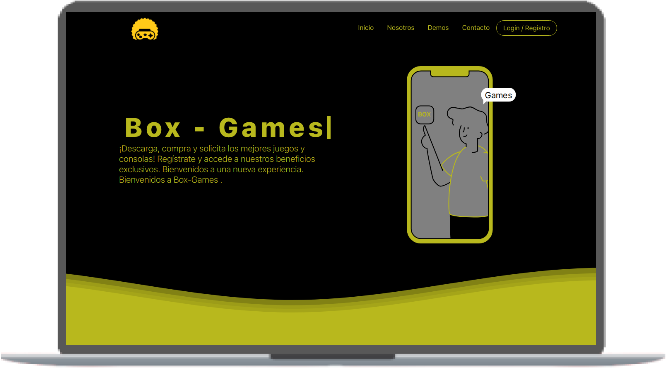 Inicio Nosotros Demos Contacto Login / Registro
Games
BOX
Box - Games|
¡Descarga, compra y solicita los mejores juegos y
consolas! Regístrate y accede a nuestros beneficios
exclusivos. Bienvenidos a una nueva experiencia.
Bienvenidos a Box-Games .